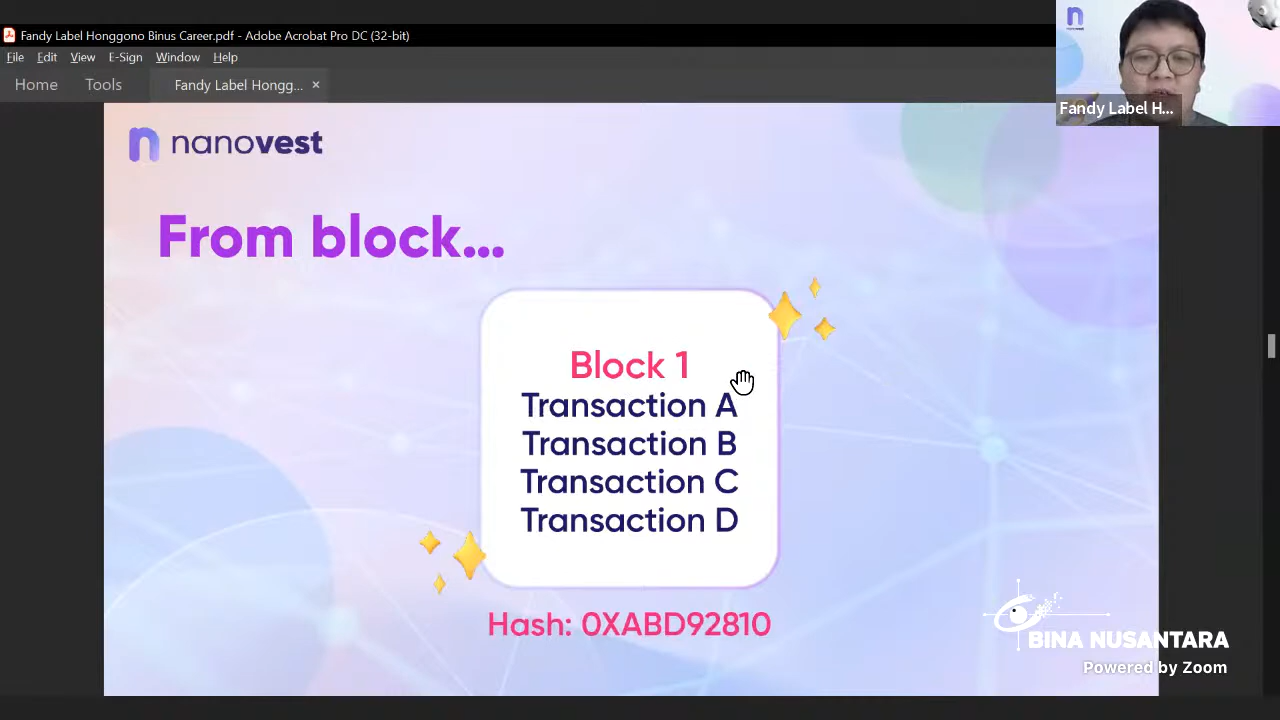 Fandy Label Honggono Binus Career.pdf - Adobe Acrobat Pro DC (32-bit)
File Edit View E-Sign Window Help
Home Tools Fandy Label Hongg... ×
Fandy Label H...
n nanovest
From block...
Block 1
Transaction A
Transaction B
Transaction C
Transaction D
Hash: 0XABD92810
BINA NUSANTARA
Powered by Zoom